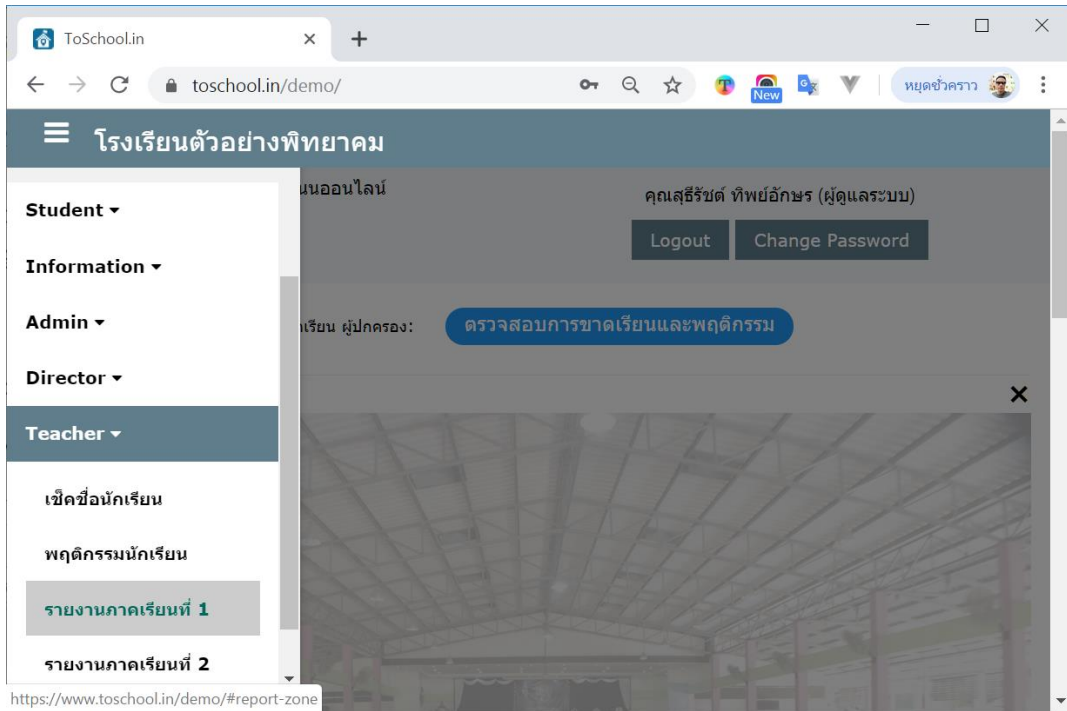 ToSchool.in
toschool.in/demo/
New
หยุดชั่วคราว
โรงเรียนตัวอย่างพิทยาคม
Student
นนออนไลน์
คุณสุธีรัชต์ ทิพย์อักษร (ผู้ดูแลระบบ)
Logout Change Password
Information
Admin
เรียน ผู้ปกครอง:
ตรวจสอบการขาดเรียนและพฤติกรรม
Director
Teacher
เช็คชื่อนักเรียน
พฤติกรรมนักเรียน
รายงานภาคเรียนที่ 1
รายงานภาคเรียนที่ 2
https://www.toschool.in/demo/#report-zone